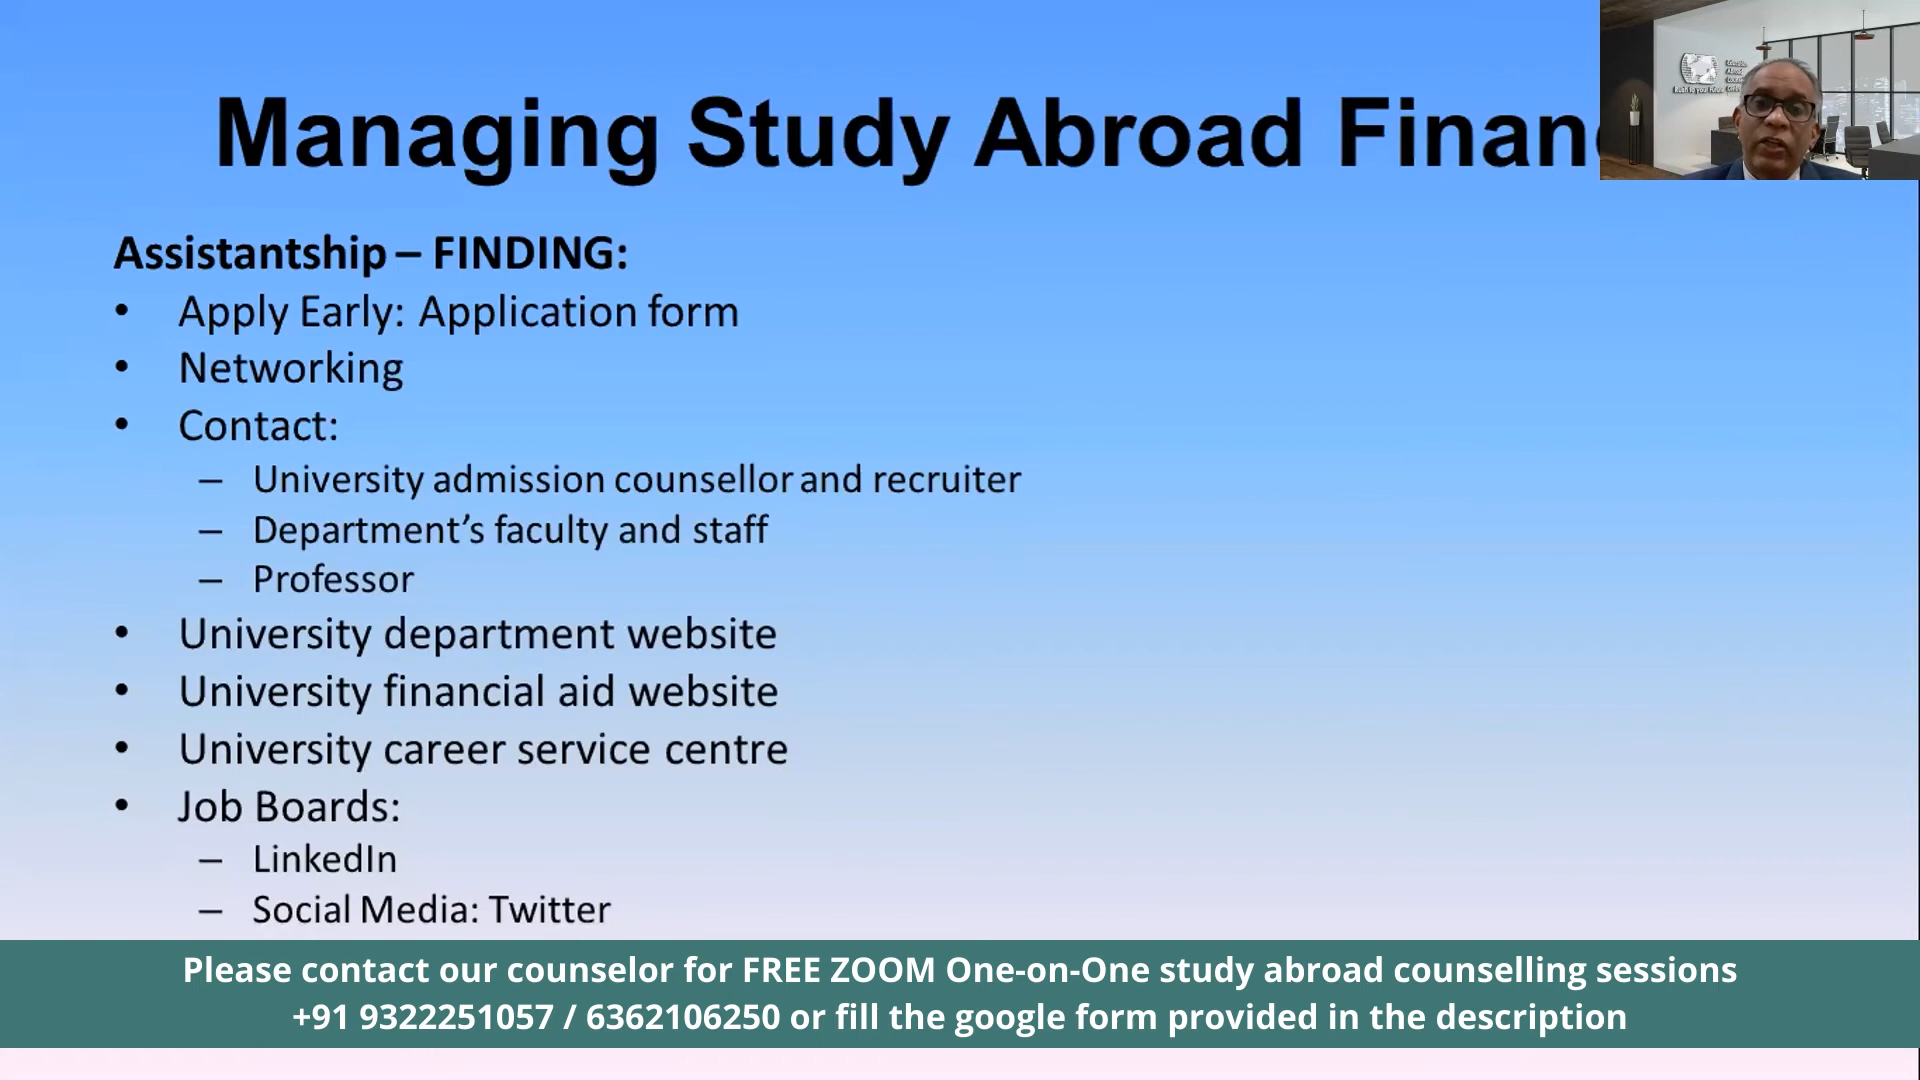 Managing Study Abroad Finan
Assistantship – FINDING:
• Apply Early: Application form
• Networking
• Contact:
– University admission counsellor and recruiter
– Department’s faculty and staff
– Professor
• University department website
• University financial aid website
• University career service centre
• Job Boards:
– LinkedIn
– Social Media: Twitter
Please contact our counselor for FREE ZOOM One-on-One study abroad counselling sessions
+91 9322251057 / 6362106250 or fill the google form provided in the description